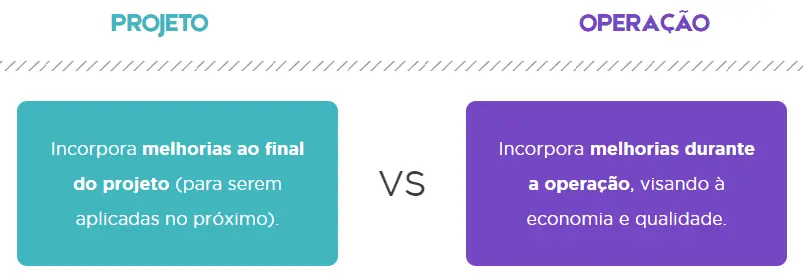 PROJETO
OPERAÇÃO
Incorpora melhorias ao final
do projeto (para serem
aplicadas no próximo).
VS
Incorpora melhorias durante
a operação, visando à
economia e qualidade.